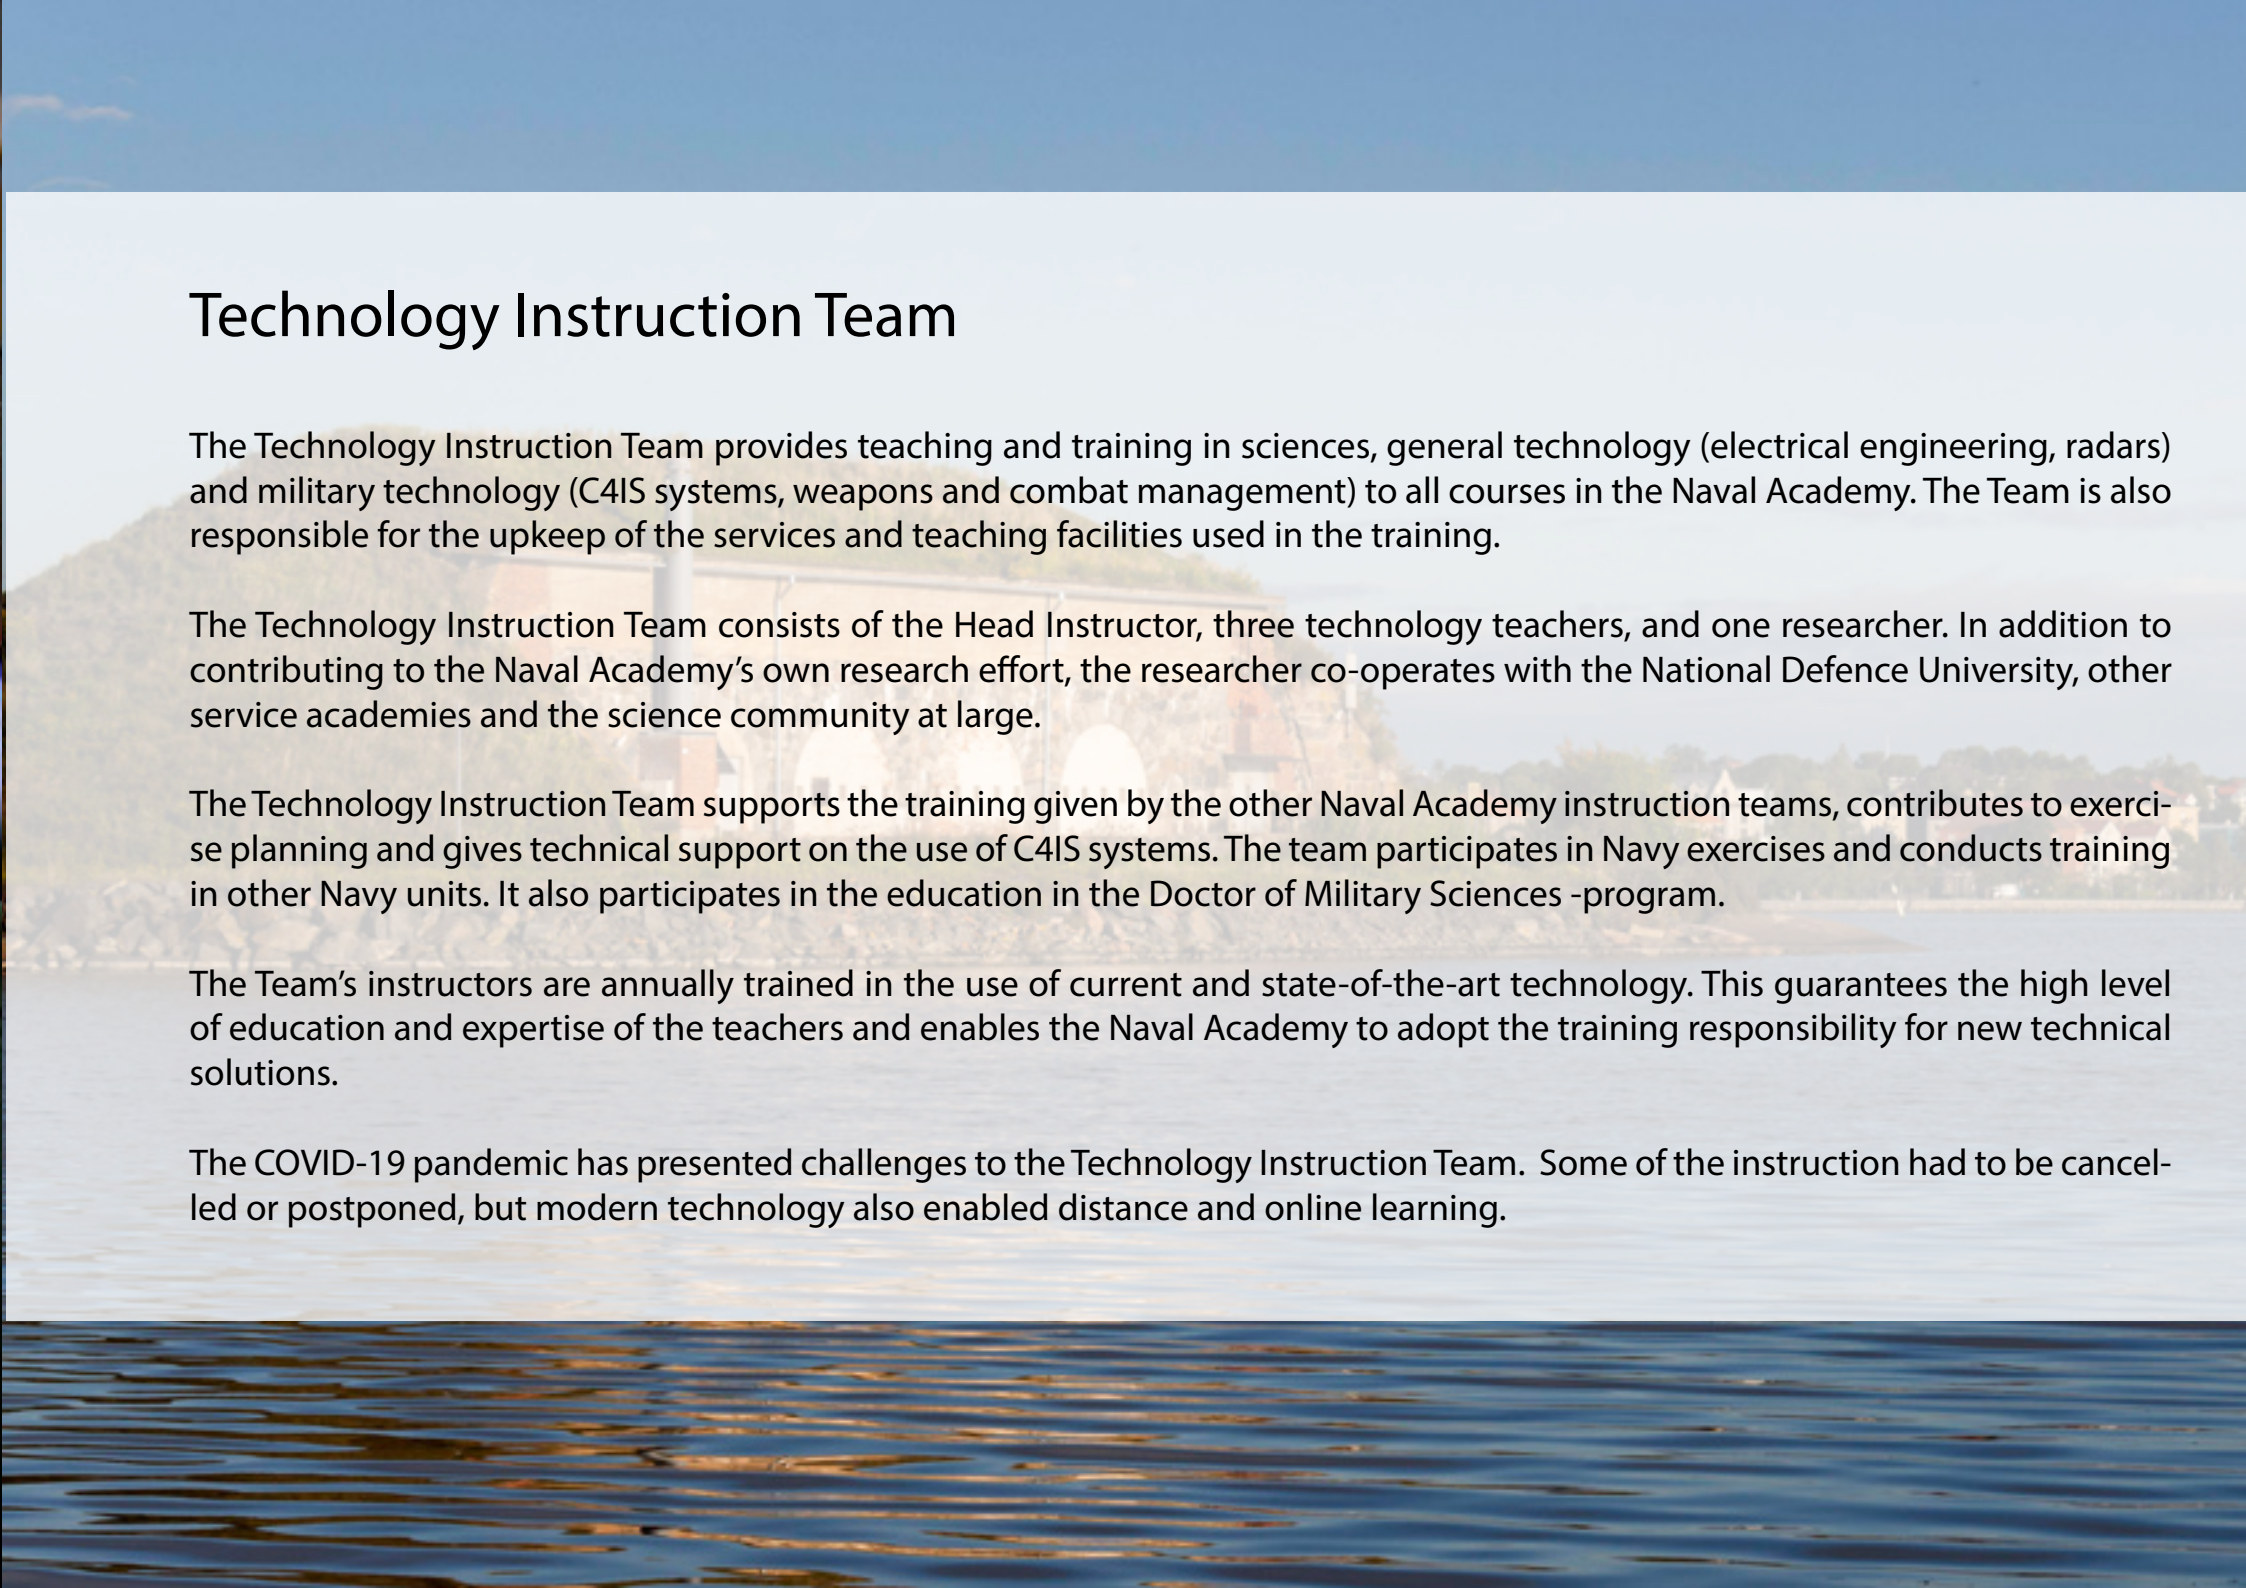 Technology Instruction Team
The Technology Instruction Team provides teaching and training in sciences, general technology (electrical engineering, radars)
and military technology (C4IS systems, weapons and combat management) to all courses in the Naval Academy. The Team is also
responsible for the upkeep of the services and teaching facilities used in the training.
The Technology Instruction Team consists of the Head Instructor, three technology teachers, and one researcher. In addition to
contributing to the Naval Academy’s own research effort, the researcher co-operates with the National Defence University, other
service academies and the science community at large.
The Technology Instruction Team supports the training given by the other Naval Academy instruction teams, contributes to exerci-
se planning and gives technical support on the use of C4IS systems. The team participates in Navy exercises and conducts training
in other Navy units. It also participates in the education in the Doctor of Military Sciences -program.
The Team’s instructors are annually trained in the use of current and state-of-the-art technology. This guarantees the high level
of education and expertise of the teachers and enables the Naval Academy to adopt the training responsibility for new technical
solutions.
The COVID-19 pandemic has presented challenges to the Technology Instruction Team.  Some of the instruction had to be cancel-
led or postponed, but modern technology also enabled distance and online learning.